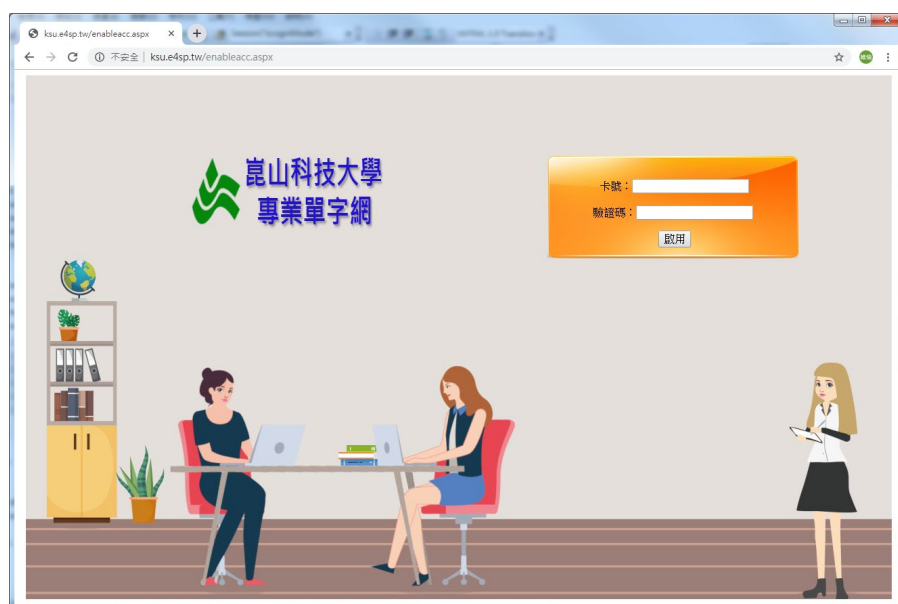 ksu.e4sp.tw/enableacc.aspx
不安全 | ksu.e4sp.tw/enableacc.aspx
崑山科技大學
專業單字網
卡號：
驗證碼：
啟用